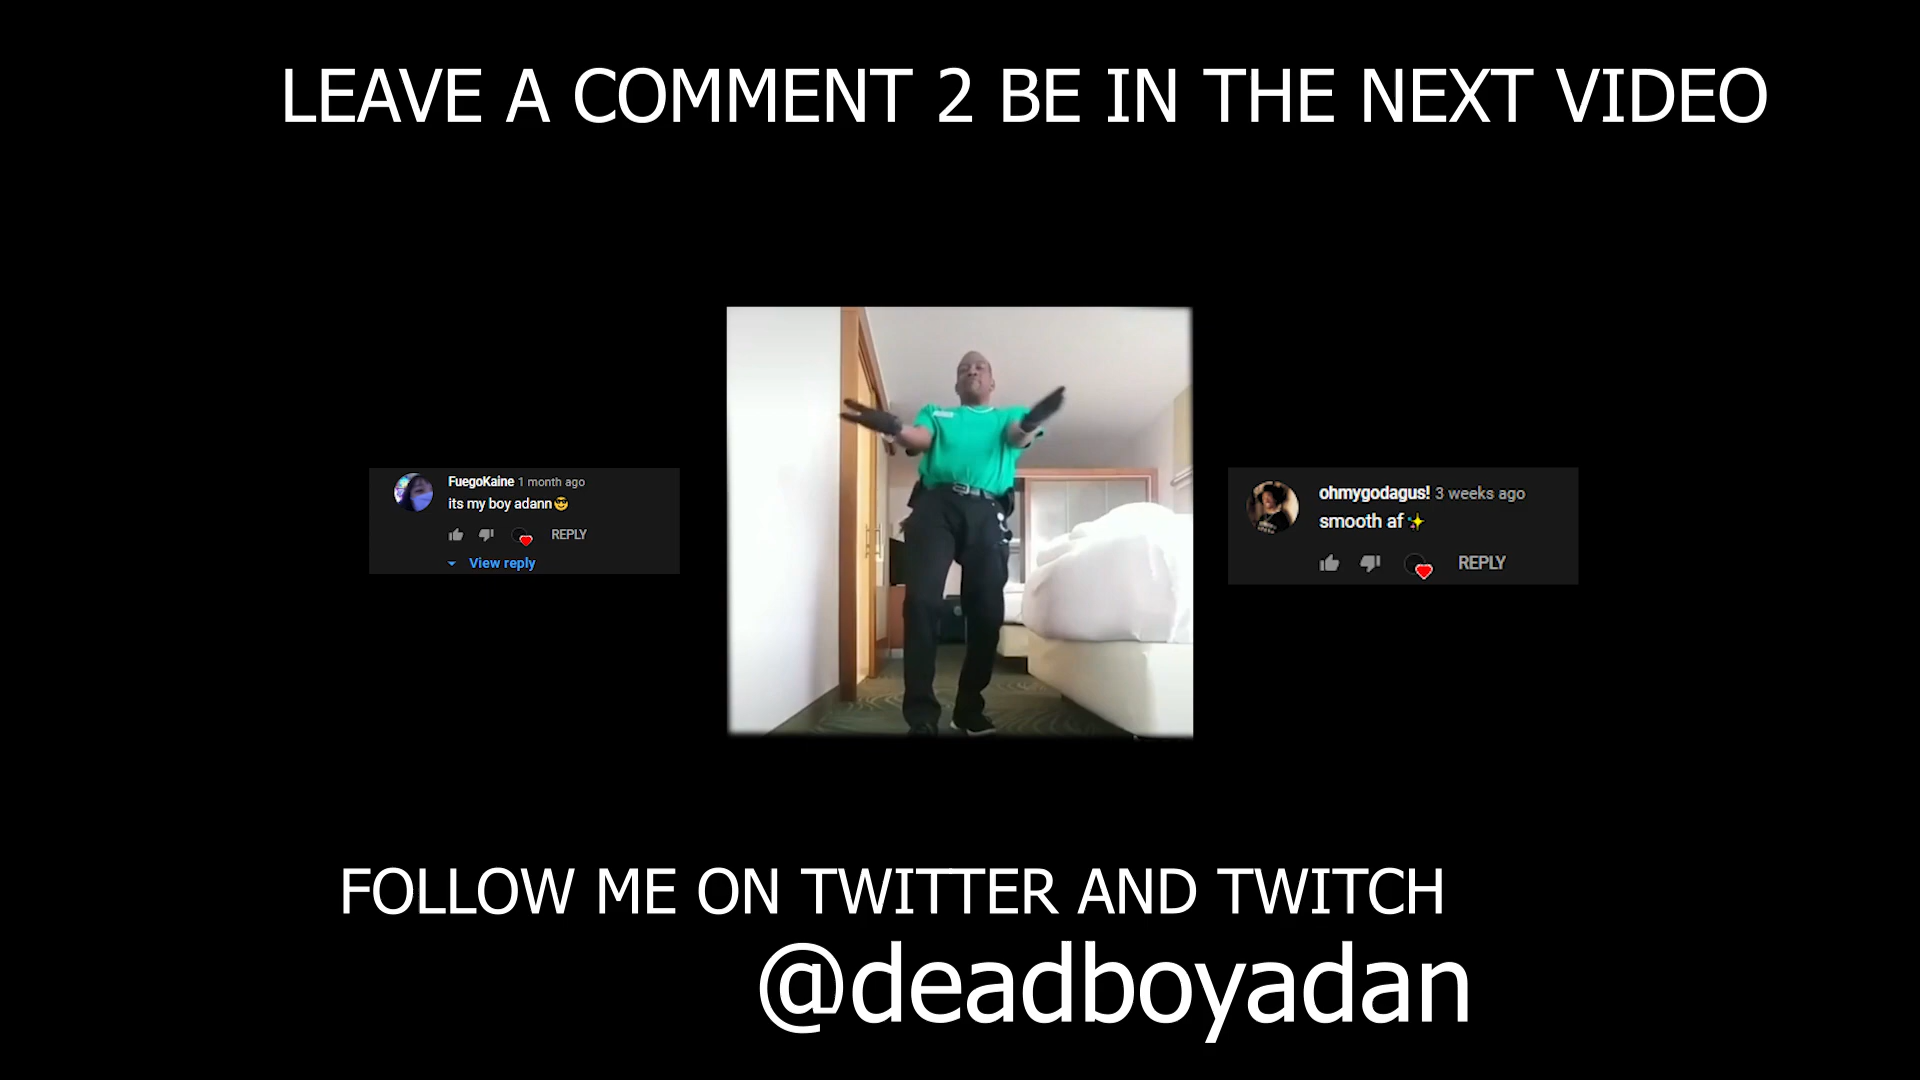 LEAVE A COMMENT 2 BE IN THE NEXT VIDEO
FuegoKaine 1 month ago
its my boy adann😎
REPLY
View reply
ohmygodagus! 3 weeks ago
smooth af ✨
REPLY
FOLLOW ME ON TWITTER AND TWITCH
@deadboyadan